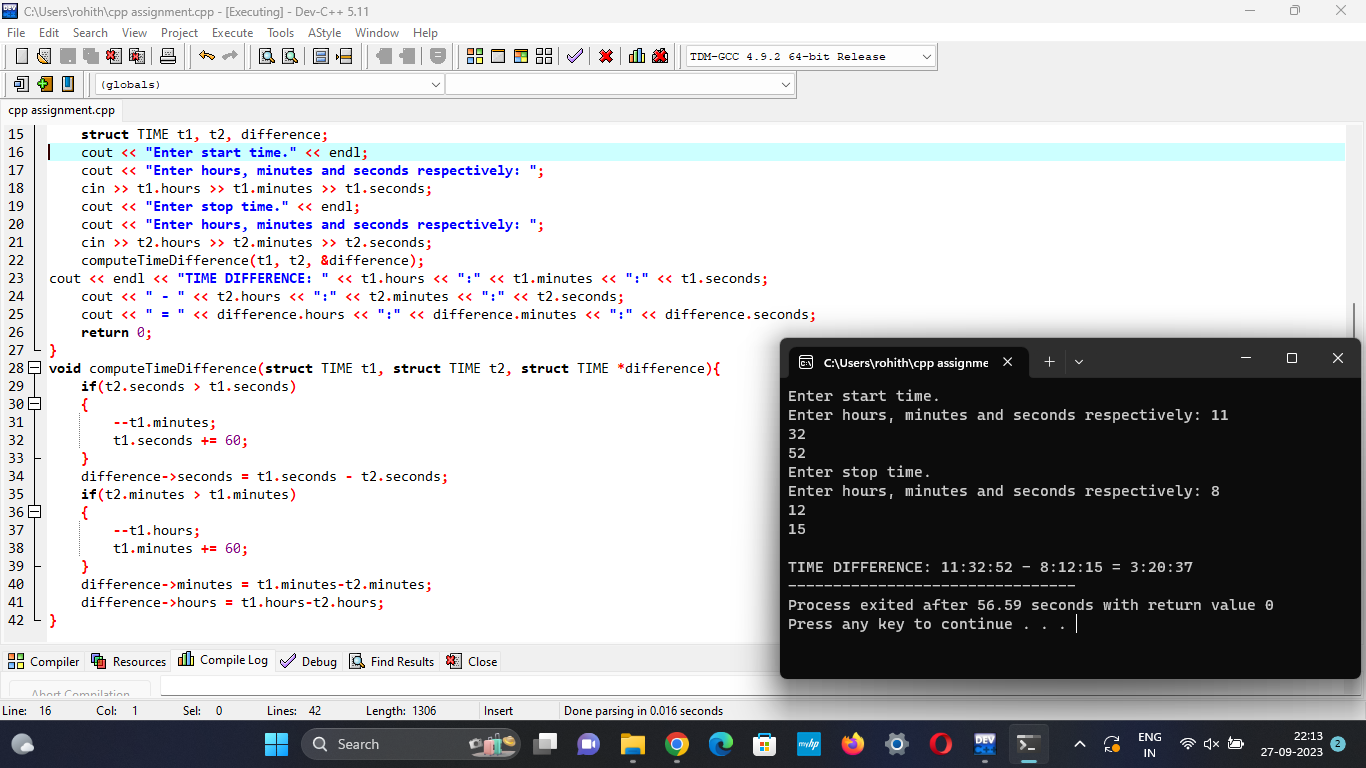 C:\Users\rohith\cpp assignment.cpp - [Executing] - Dev-C++ 5.11
File Edit Search View Project Execute Tools AStyle Window Help
TDM-GCC 4.9.2 64-bit Release
(globals)
cpp assignment.cpp
15 struct TIME t1, t2, difference;
16 cout << "Enter start time." << endl;
17 cout << "Enter hours, minutes and seconds respectively: ";
18 cin >> t1.hours >> t1.minutes >> t1.seconds;
19 cout << "Enter stop time." << endl;
20 cout << "Enter hours, minutes and seconds respectively: ";
21 cin >> t2.hours >> t2.minutes >> t2.seconds;
22 computeTimeDifference(t1, t2, &difference);
23 cout << endl << "TIME DIFFERENCE: " << t1.hours << ":" << t1.minutes << ":" << t1.seconds;
24 cout << " - " << t2.hours << ":" << t2.minutes << ":" << t2.seconds;
25 cout << " = " << difference.hours << ":" << difference.minutes << ":" << difference.seconds;
26 return 0;
27 }
28 void computeTimeDifference(struct TIME t1, struct TIME t2, struct TIME *difference){
29 if(t2.seconds > t1.seconds)
30 {
31 --t1.minutes;
32 t1.seconds += 60;
33 }
34 difference->seconds = t1.seconds - t2.seconds;
35 if(t2.minutes > t1.minutes)
36 {
37 --t1.hours;
38 t1.minutes += 60;
39 }
40 difference->minutes = t1.minutes-t2.minutes;
41 difference->hours = t1.hours-t2.hours;
42 }
C:\Users\rohith\cpp assignme
Enter start time.
Enter hours, minutes and seconds respectively: 11
32
52
Enter stop time.
Enter hours, minutes and seconds respectively: 8
12
15
TIME DIFFERENCE: 11:32:52 - 8:12:15 = 3:20:37
--------------------------------
Process exited after 56.59 seconds with return value 0
Press any key to continue . . .
Compiler Resources Compile Log Debug Find Results Close
Abort Compilation
Line: 16 Col: 1 Sel: 0 Lines: 42 Length: 1306 Insert Done parsing in 0.016 seconds
Search
myhp
DEV
ENG
IN
22:13
27-09-2023
2